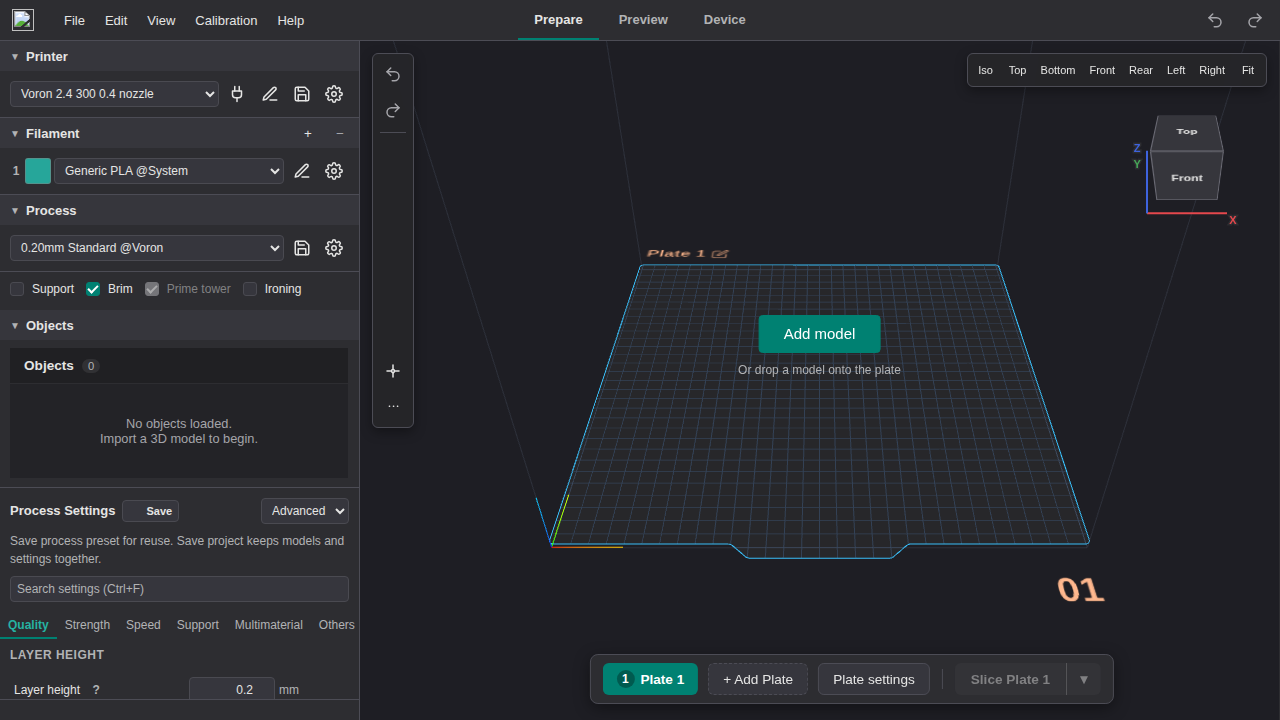 File Edit View Calibration Help
Prepare Preview Device
Printer
Voron 2.4 300 0.4 nozzle
Filament + −
1 Generic PLA @System
Process
0.20mm Standard @Voron
Support Brim Prime tower Ironing
Objects
Objects 0
No objects loaded.
Import a 3D model to begin.
Process Settings Save Advanced
Save process preset for reuse. Save project keeps models and
settings together.
Search settings (Ctrl+F)
Quality Strength Speed Support Multimaterial Others
LAYER HEIGHT
Layer height ? 0.2 mm
...
Iso Top Bottom Front Rear Left Right Fit
Top
Front
Z
Y
X
Plate 1
Add model
Or drop a model onto the plate
01
1 Plate 1 + Add Plate Plate settings Slice Plate 1